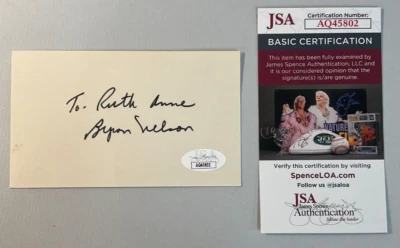 To. Ruth Anne
Byron Nelson
AQ45802
JSA
Certification Number:
AQ45802
BASIC CERTIFICATION
This item has been fully examined by
James Spence Authentication, LLC and
it is our considered opinion that the
signature(s) is/are genuine.
NATURE
Verify this certification by visiting
SpenceLOA.com
Follow us @jsaloa
JSA
James Spence
Authentication